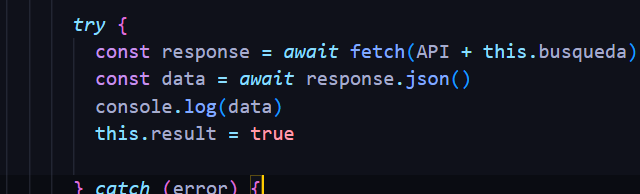 try {
const response = await fetch(API + this.busqueda)
const data = await response.json()
console.log(data)
this.result = true
} catch (error) {